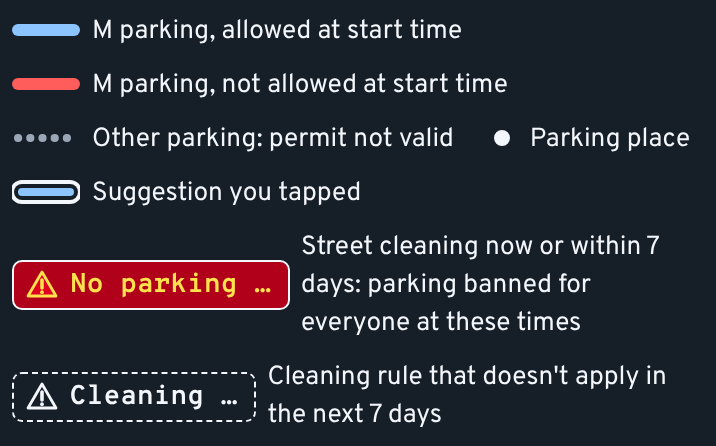 M parking, allowed at start time
M parking, not allowed at start time
Other parking: permit not valid
Parking place
Suggestion you tapped
No parking …
Street cleaning now or within 7
days: parking banned for
everyone at these times
Cleaning …
Cleaning rule that doesn't apply in
the next 7 days